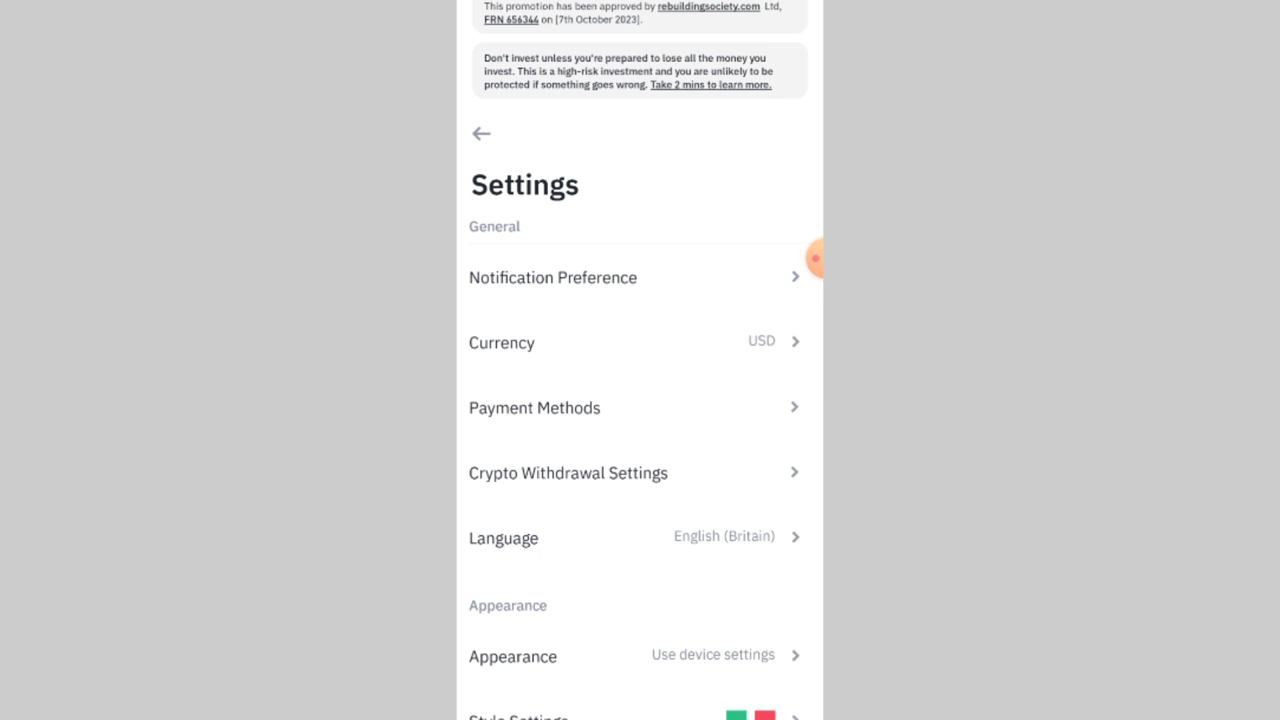 This promotion has been approved by rebuildingsociety.com Ltd,
FRN 656344 on [7th October 2023].
Don't invest unless you're prepared to lose all the money you
invest. This is a high-risk investment and you are unlikely to be
protected if something goes wrong. Take 2 mins to learn more.
Settings
General
Notification Preference
Currency USD
Payment Methods
Crypto Withdrawal Settings
Language English (Britain)
Appearance
Appearance Use device settings
Style Settings